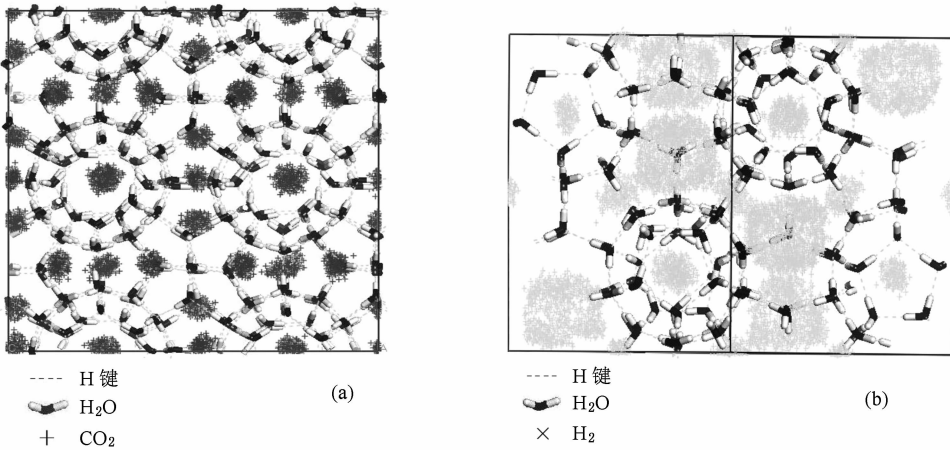 H 键
H₂O
CO₂
(a)
H 键
H₂O
H₂
(b)